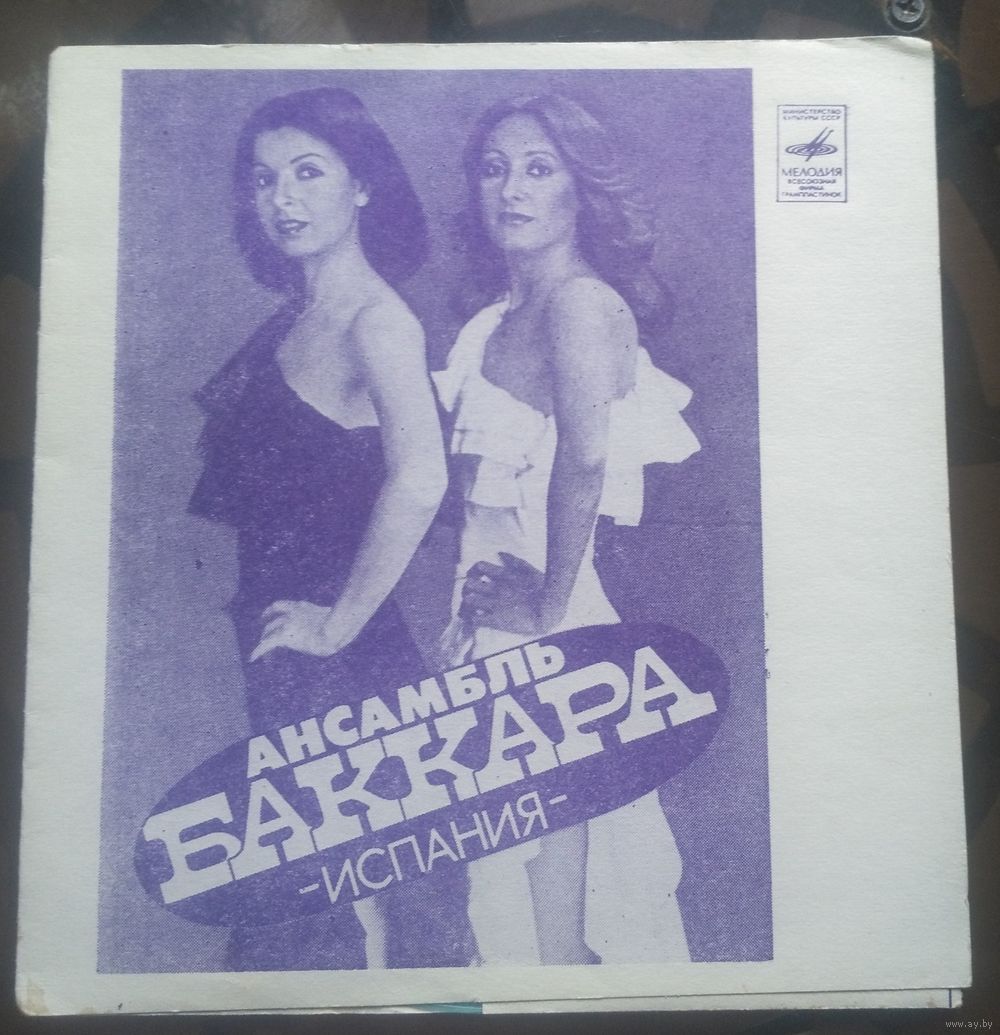 МИНИСТЕРСТВО
КУЛЬТУРЫ СССР
МЕЛОДИЯ
ВСЕСОЮЗНАЯ
ФИРМА
ГРАМПЛАСТИНОК
АНСАМБЛЬ
БАККАРА
-ИСПАНИЯ-
www.ay.by